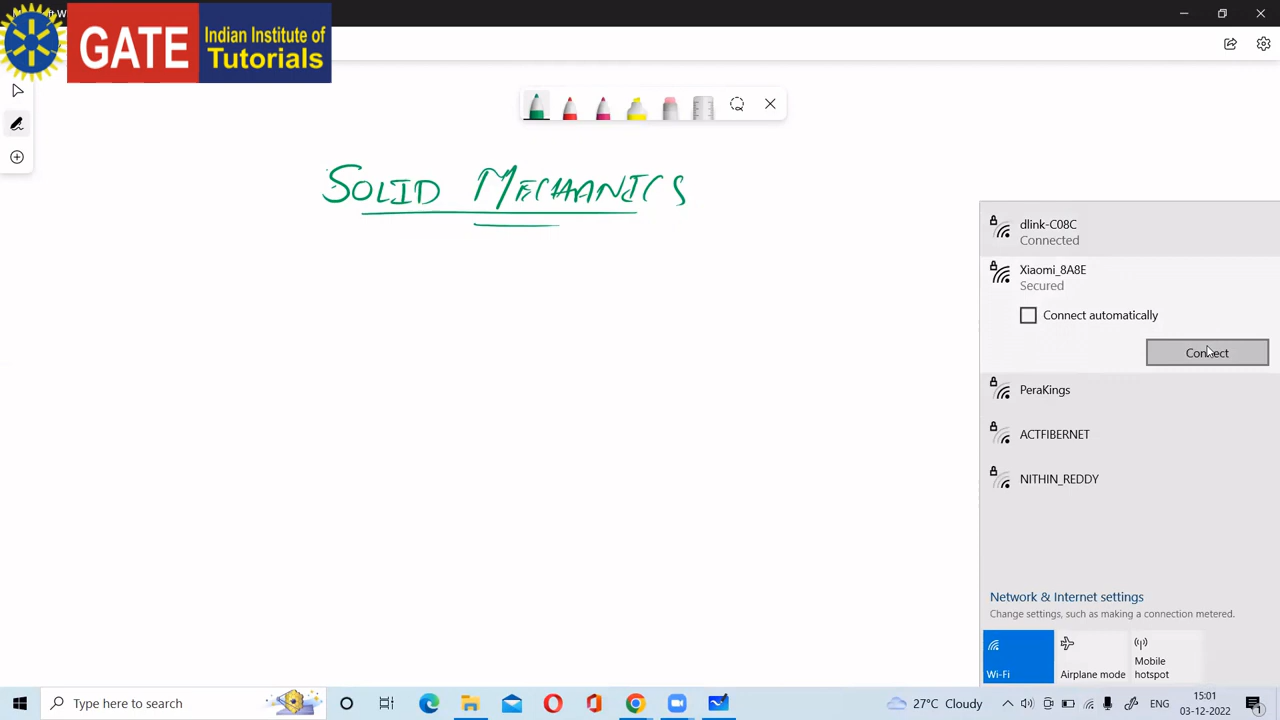 GATE
Indian Institute of
Tutorials
SOLID MECHANICS
dlink-C08C
Connected
Xiaomi_8A8E
Secured
Connect automatically
Connect
PeraKings
ACTFIBERNET
NITHIN_REDDY
Network & Internet settings
Change settings, such as making a connection metered.
Wi-Fi
Airplane mode
Mobile
hotspot
Type here to search
27°C Cloudy
ENG
15:01
03-12-2022
1